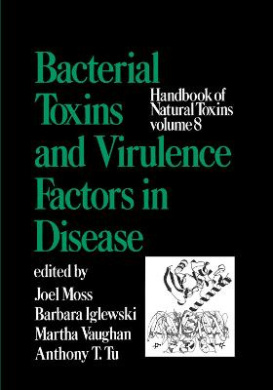 Bacterial
Toxins
Handbook of
Natural Toxins
volume 8
and Virulence
Factors in
Disease
edited by
Joel Moss
Barbara Iglewski
Martha Vaughan
Anthony T. Tu